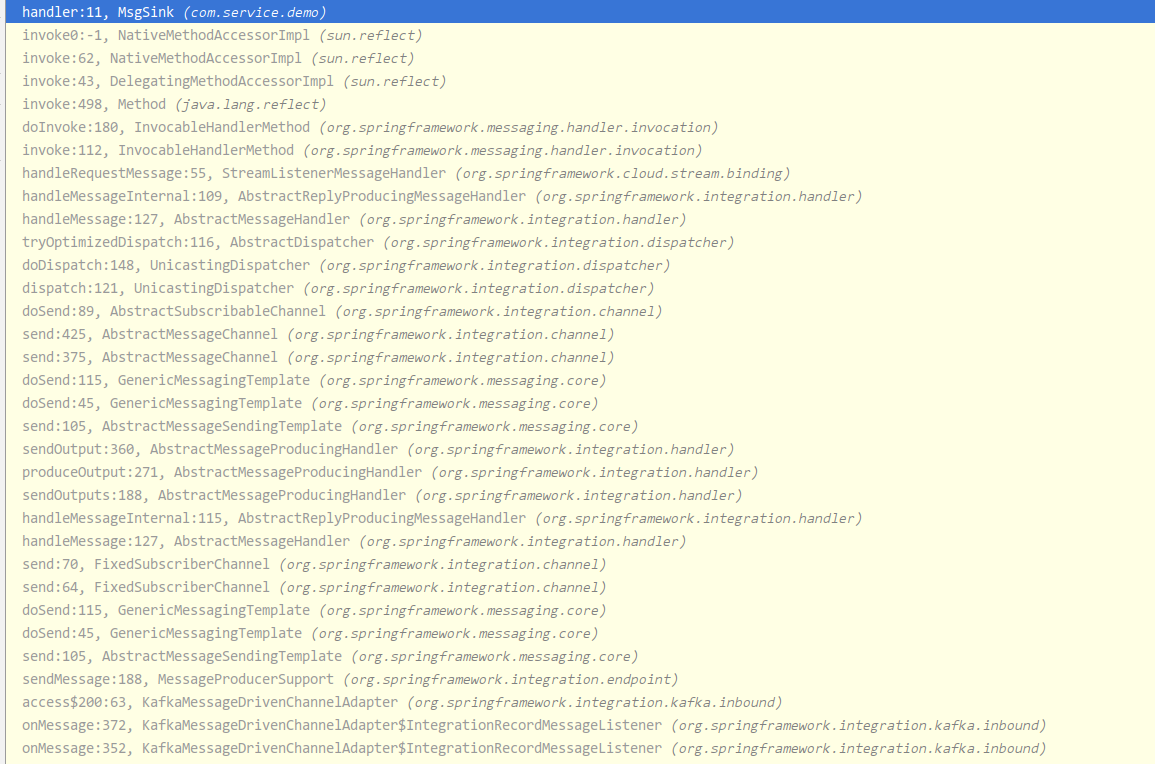 handler:11, MsgSink (com.service.demo)
invoke0:-1, NativeMethodAccessorImpl (sun.reflect)
invoke:62, NativeMethodAccessorImpl (sun.reflect)
invoke:43, DelegatingMethodAccessorImpl (sun.reflect)
invoke:498, Method (java.lang.reflect)
doInvoke:180, InvocableHandlerMethod (org.springframework.messaging.handler.invocation)
invoke:112, InvocableHandlerMethod (org.springframework.messaging.handler.invocation)
handleRequestMessage:55, StreamListenerMessageHandler (org.springframework.cloud.stream.binding)
handleMessageInternal:109, AbstractReplyProducingMessageHandler (org.springframework.integration.handler)
handleMessage:127, AbstractMessageHandler (org.springframework.integration.handler)
tryOptimizedDispatch:116, AbstractDispatcher (org.springframework.integration.dispatcher)
doDispatch:148, UnicastingDispatcher (org.springframework.integration.dispatcher)
dispatch:121, UnicastingDispatcher (org.springframework.integration.dispatcher)
doSend:89, AbstractSubscribableChannel (org.springframework.integration.channel)
send:425, AbstractMessageChannel (org.springframework.integration.channel)
send:375, AbstractMessageChannel (org.springframework.integration.channel)
doSend:115, GenericMessagingTemplate (org.springframework.messaging.core)
doSend:45, GenericMessagingTemplate (org.springframework.messaging.core)
send:105, AbstractMessageSendingTemplate (org.springframework.messaging.core)
sendOutput:360, AbstractMessageProducingHandler (org.springframework.integration.handler)
produceOutput:271, AbstractMessageProducingHandler (org.springframework.integration.handler)
sendOutputs:188, AbstractMessageProducingHandler (org.springframework.integration.handler)
handleMessageInternal:115, AbstractReplyProducingMessageHandler (org.springframework.integration.handler)
handleMessage:127, AbstractMessageHandler (org.springframework.integration.handler)
send:70, FixedSubscriberChannel (org.springframework.integration.channel)
send:64, FixedSubscriberChannel (org.springframework.integration.channel)
doSend:115, GenericMessagingTemplate (org.springframework.messaging.core)
doSend:45, GenericMessagingTemplate (org.springframework.messaging.core)
send:105, AbstractMessageSendingTemplate (org.springframework.messaging.core)
sendMessage:188, MessageProducerSupport (org.springframework.integration.endpoint)
access$200:63, KafkaMessageDrivenChannelAdapter (org.springframework.integration.kafka.inbound)
onMessage:372, KafkaMessageDrivenChannelAdapter$IntegrationRecordMessageListener (org.springframework.integration.kafka.inbound)
onMessage:352, KafkaMessageDrivenChannelAdapter$IntegrationRecordMessageListener (org.springframework.integration.kafka.inbound)